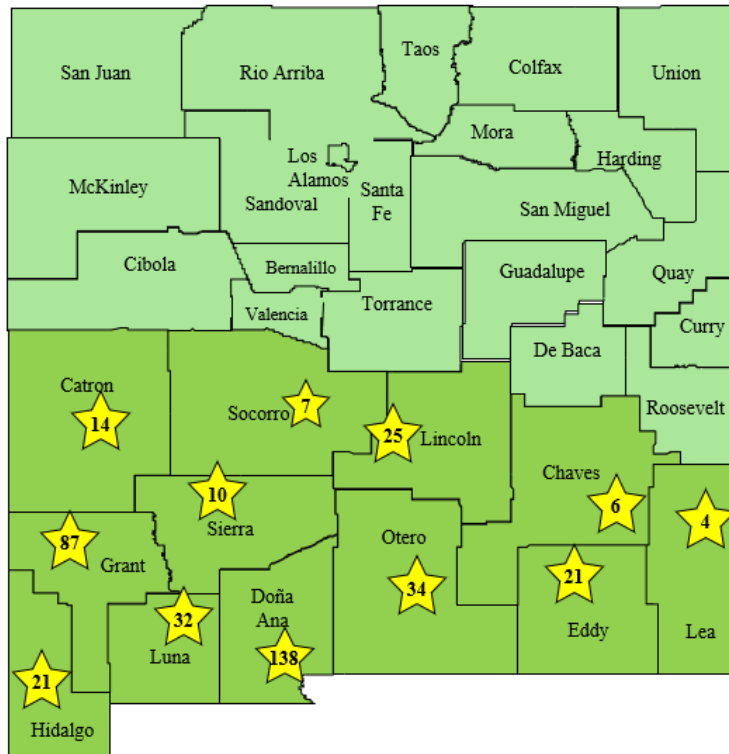 San Juan
Rio Arriba
Taos
Colfax
Union
Mora
Harding
Los
Alamos
Sandoval
Santa
Fe
McKinley
San Miguel
Cibola
Bernalillo
Guadalupe
Quay
Valencia
Torrance
Curry
De Baca
Roosevelt
Catron
14
Socorro
7
25
Lincoln
Chaves
6
4
10
Sierra
87
Grant
Otero
34
21
Eddy
Lea
32
Luna
Doña
Ana
138
21
Hidalgo